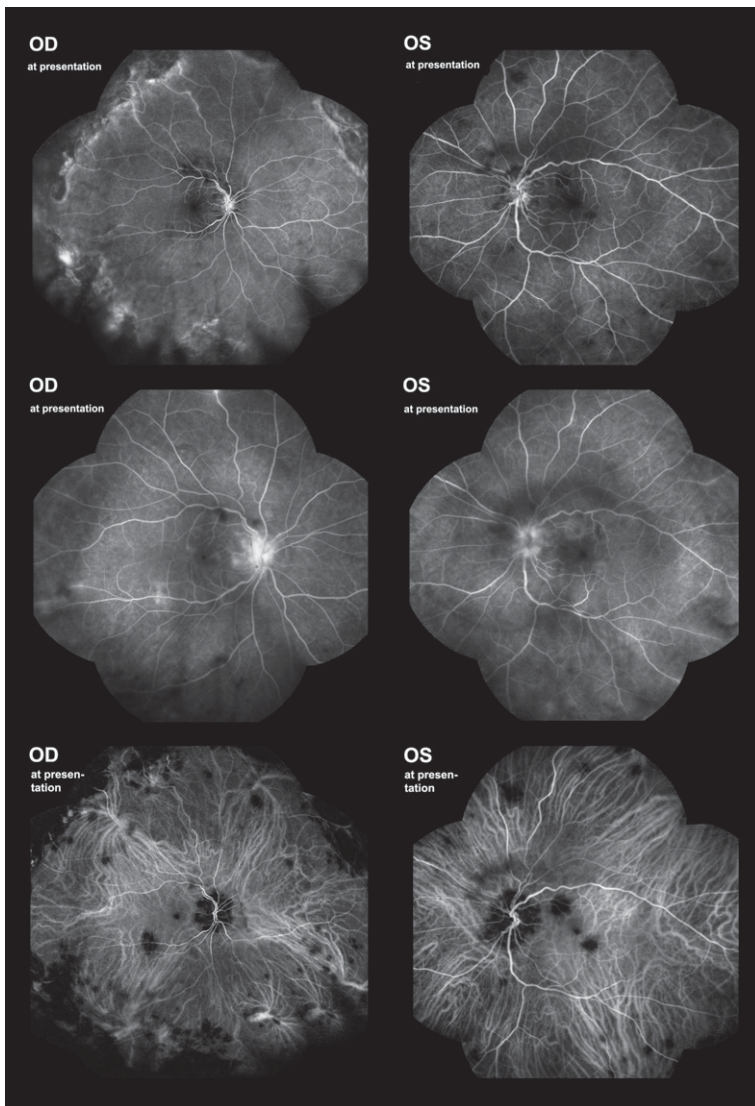 OD
at presentation
OS
at presentation
OD
at presentation
OS
at presentation
OD
at presen-
tation
OS
at presen-
tation